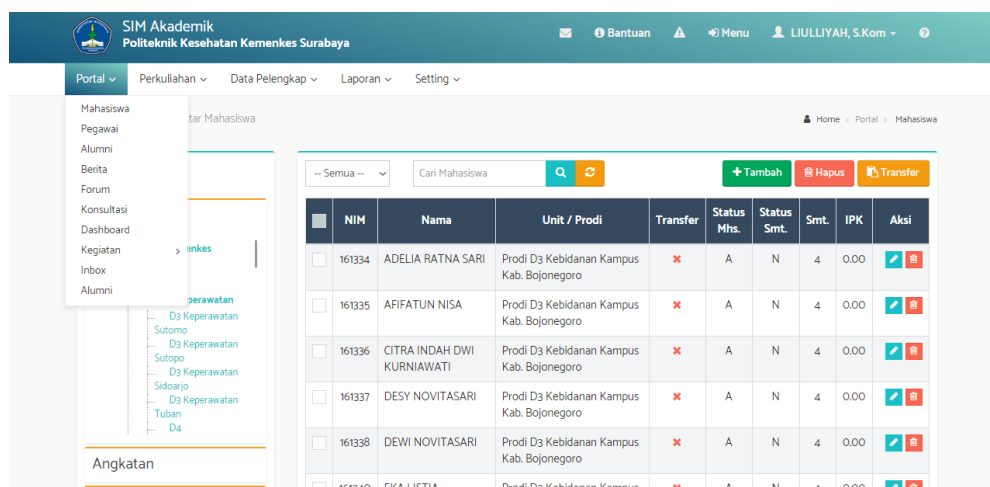 SIM Akademik
Politeknik Kesehatan Kemenkes Surabaya
Bantuan
Menu
LIULLIYAH, S.Kom
Portal
Perkuliahan
Data Pelengkap
Laporan
Setting
Mahasiswa
Pegawai
Alumni
Berita
Forum
Konsultasi
Dashboard
Kegiatan
Inbox
Alumni
tar Mahasiswa
Home > Portal > Mahasiswa
-- Semua --
Cari Mahasiswa
Tambah
Hapus
Transfer
NIM Nama Unit / Prodi Transfer Status Mhs. Status Smt. Smt. IPK Aksi
161334 ADELIA RATNA SARI Prodi D3 Kebidanan Kampus A N 4 0.00
Kab. Bojonegoro
161335 AFIFATUN NISA Prodi D3 Kebidanan Kampus A N 4 0.00
Kab. Bojonegoro
161336 CITRA INDAH DWI Prodi D3 Kebidanan Kampus A N 4 0.00
KURNIAWATI Kab. Bojonegoro
161337 DESY NOVITASARI Prodi D3 Kebidanan Kampus A N 4 0.00
Kab. Bojonegoro
161338 DEWI NOVITASARI Prodi D3 Kebidanan Kampus A N 4 0.00
Kab. Bojonegoro
D3 Keperawatan
Sutomo
D3 Keperawatan
Sutopo
D3 Keperawatan
Sidoarjo
D3 Keperawatan
Tuban
D4
Angkatan